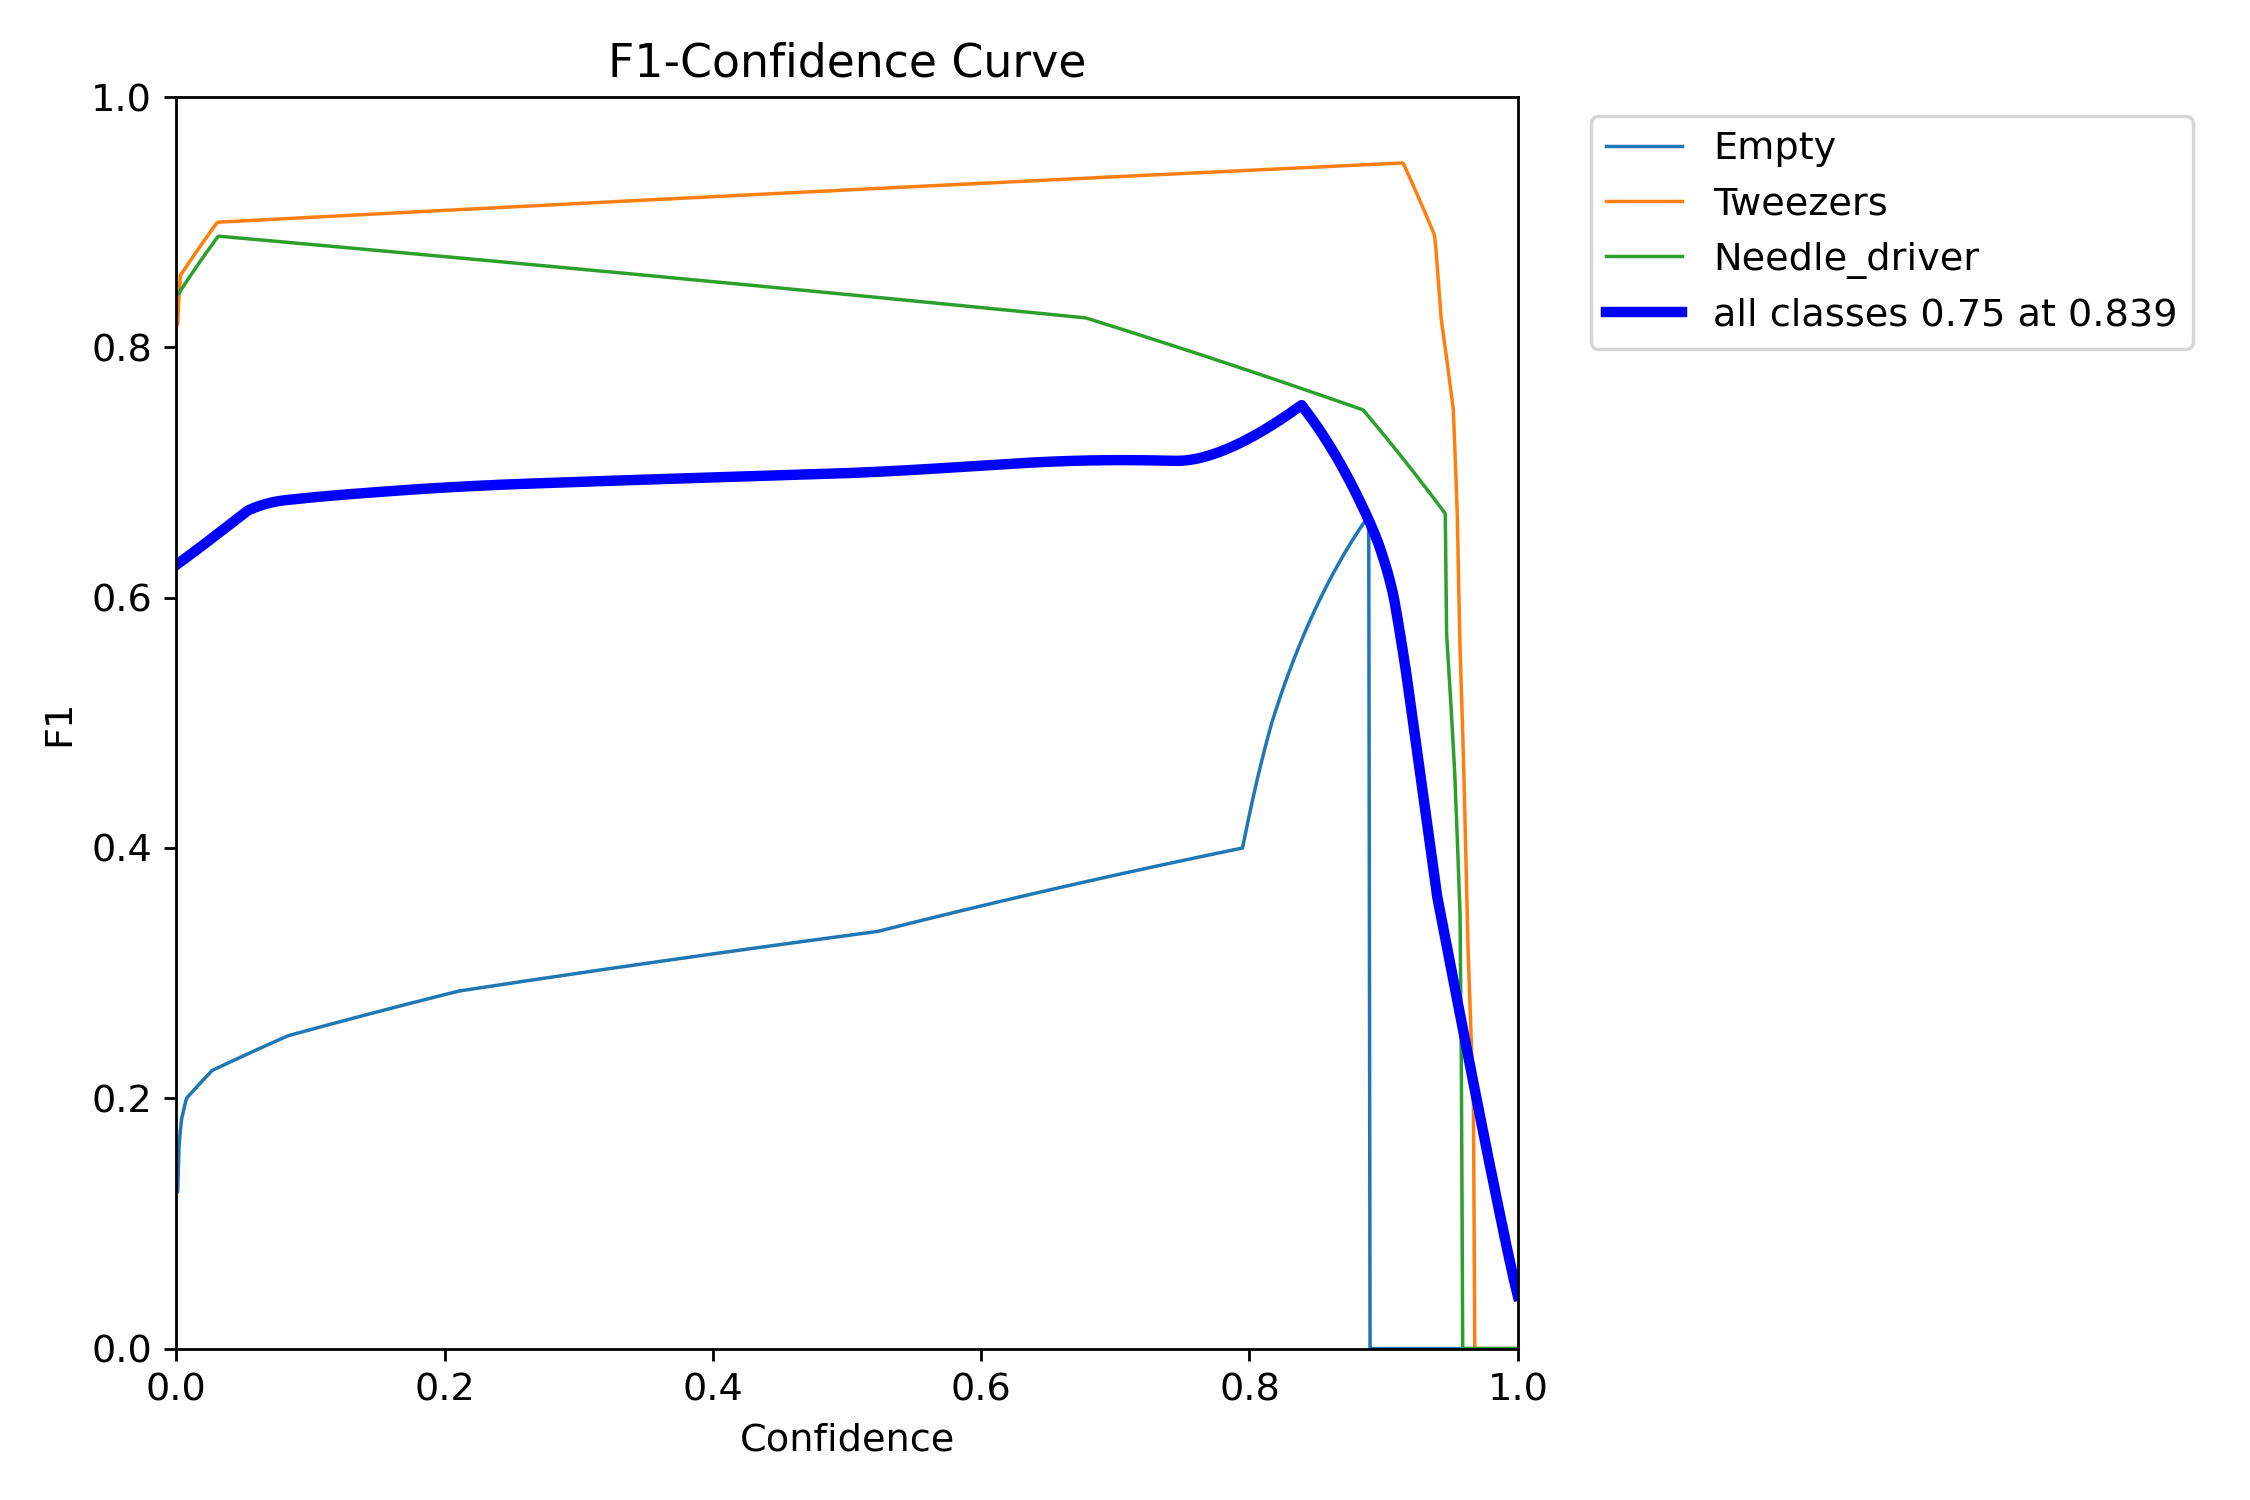 F1-Confidence Curve
1.0
0.8
0.6
0.4
0.2
0.0
F1
0.0 0.2 0.4 0.6 0.8 1.0
Confidence
Empty
Tweezers
Needle_driver
all classes 0.75 at 0.839